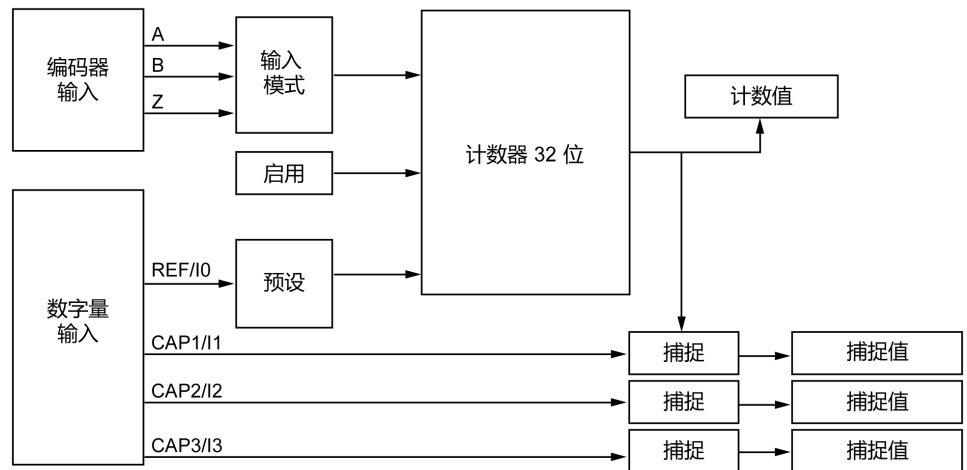 编码器
输入
A
B
Z
输入
模式
启用
计数器 32 位
计数值
数字量
输入
REF/I0
预设
CAP1/I1
捕捉
捕捉值
CAP2/I2
捕捉
捕捉值
CAP3/I3
捕捉
捕捉值